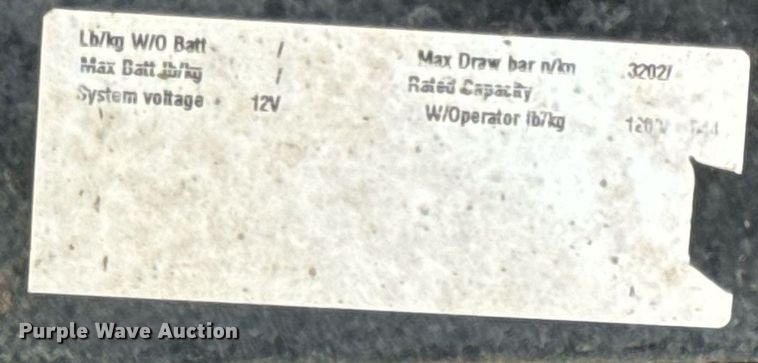 Lb/kg W/O Batt /
Max Batt lb/kg /
System voltage 12V
Max Draw bar n/kn 3202/
Rated Capacity
W/Operator lb/kg
Purple Wave Auction